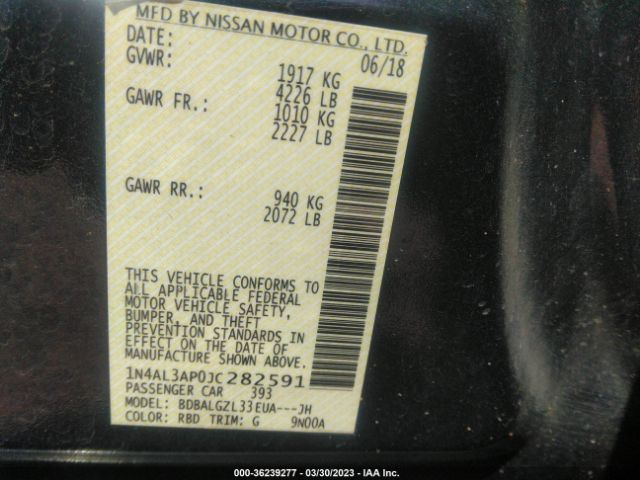 MFD BY NISSAN MOTOR CO., LTD.
DATE: 06/18
GVWR: 1917 KG
4226 LB
GAWR FR.: 1010 KG
2227 LB
GAWR RR.: 940 KG
2072 LB
THIS VEHICLE CONFORMS TO
ALL APPLICABLE FEDERAL
MOTOR VEHICLE SAFETY,
BUMPER, AND THEFT
PREVENTION STANDARDS IN
EFFECT ON THE DATE OF
MANUFACTURE SHOWN ABOVE.
1N4AL3AP0JC282591
PASSENGER CAR 393
MODEL: BDBALGZL33EUA---JH
COLOR: RBD TRIM: G 9N00A
000-36239277 - 03/30/2023 - IAA Inc.